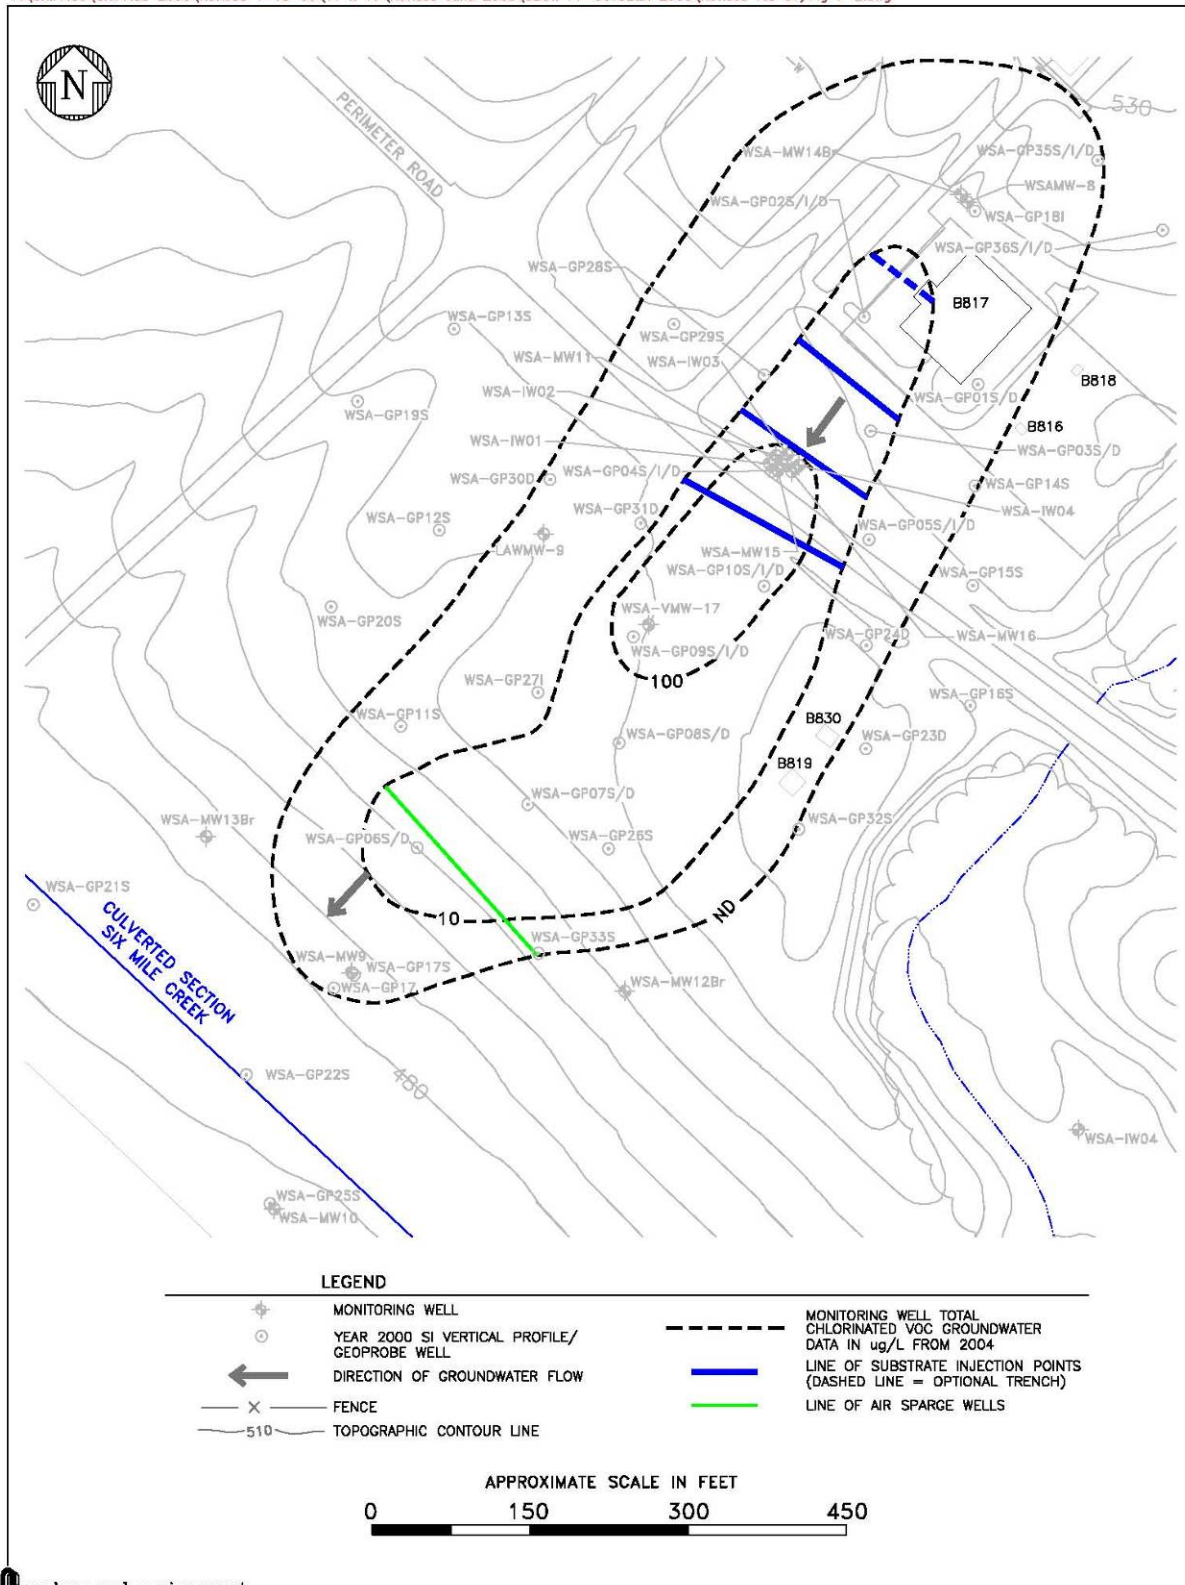 N
530
PERIMETER ROAD
WSA-MW14Br
WSA-GP35S/I/D
WSAMW-8
WSA-GP02S/I/D
WSA-GP18I
WSA-GP36S/I/D
WSA-GP28S
B817
WSA-GP13S
WSA-GP29S
WSA-MW11
WSA-IW03
B818
WSA-IW02
WSA-GP01S/D
WSA-GP19S
B816
WSA-IW01
WSA-GP03S/D
WSA-GP30D
WSA-GP04S/I/D
WSA-GP14S
WSA-GP31D
WSA-IW04
WSA-GP12S
WSA-GP05S/I/D
LAWMW-9
WSA-MW15
WSA-GP10S/I/D
WSA-GP15S
WSA-VMW-17
WSA-GP20S
WSA-GP24D
WSA-MW16
WSA-GP09S/I/D
100
WSA-GP27I
WSA-GP16S
WSA-GP11S
B830
WSA-GP08S/D
WSA-GP23D
B819
WSA-GP07S/D
WSA-MW13Br
WSA-GP32S
WSA-GP06S/D
WSA-GP26S
WSA-GP21S
10
ND
CULVERTED SECTION
SIX MILE CREEK
WSA-GP33S
WSA-MW9
WSA-GP17S
WSA-GP17
WSA-MW12Br
WSA-GP22S
480
WSA-IW04
WSA-GP25S
WSA-MW10
LEGEND
MONITORING WELL
YEAR 2000 SI VERTICAL PROFILE/
GEOPROBE WELL
DIRECTION OF GROUNDWATER FLOW
X FENCE
510 TOPOGRAPHIC CONTOUR LINE
MONITORING WELL TOTAL
CHLORINATED VOC GROUNDWATER
DATA IN ug/L FROM 2004
LINE OF SUBSTRATE INJECTION POINTS
(DASHED LINE = OPTIONAL TRENCH)
LINE OF AIR SPARGE WELLS
APPROXIMATE SCALE IN FEET
0 150 300 450